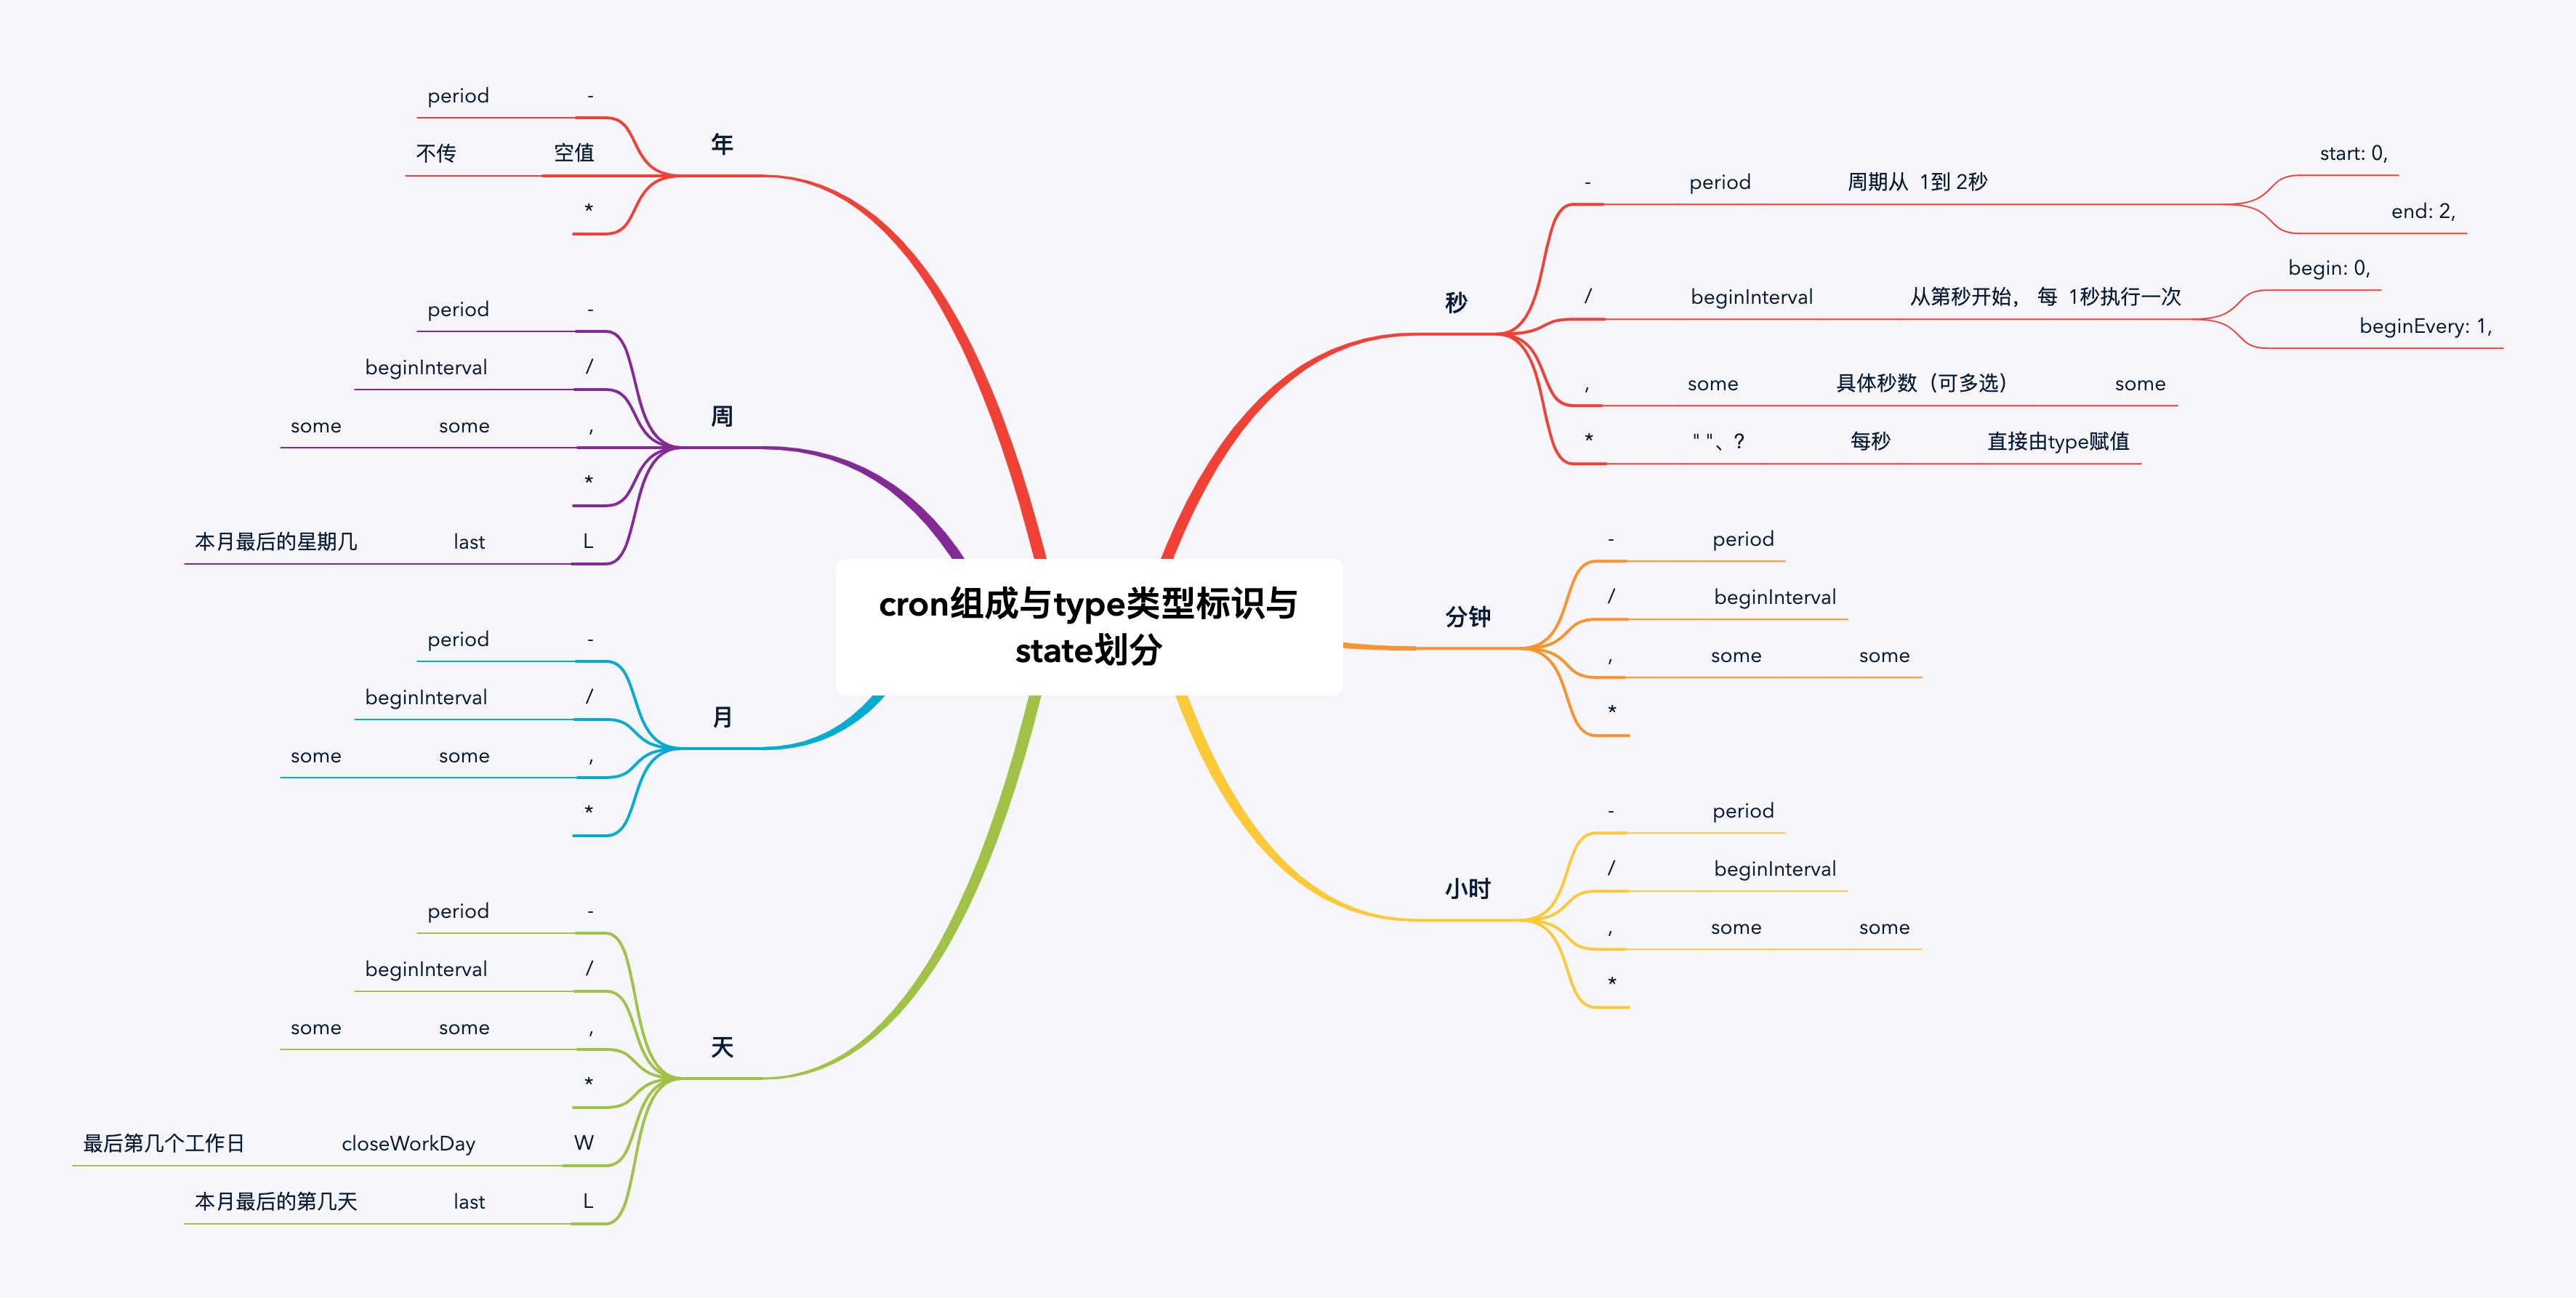 cron组成与type类型标识与
state划分
秒
- period 周期从 1到 2秒
start: 0,
end: 2,
/ beginInterval 从第秒开始， 每 1秒执行一次
begin: 0,
beginEvery: 1,
, some 具体秒数（可多选） some
* " "、? 每秒 直接由type赋值
分钟
- period
/ beginInterval
, some some
*
小时
- period
/ beginInterval
, some some
*
年
period -
不传 空值
*
周
period -
beginInterval /
some some ,
*
本月最后的星期几 last L
月
period -
beginInterval /
some some ,
*
天
period -
beginInterval /
some some ,
*
最后第几个工作日 closeWorkDay W
本月最后的第几天 last L